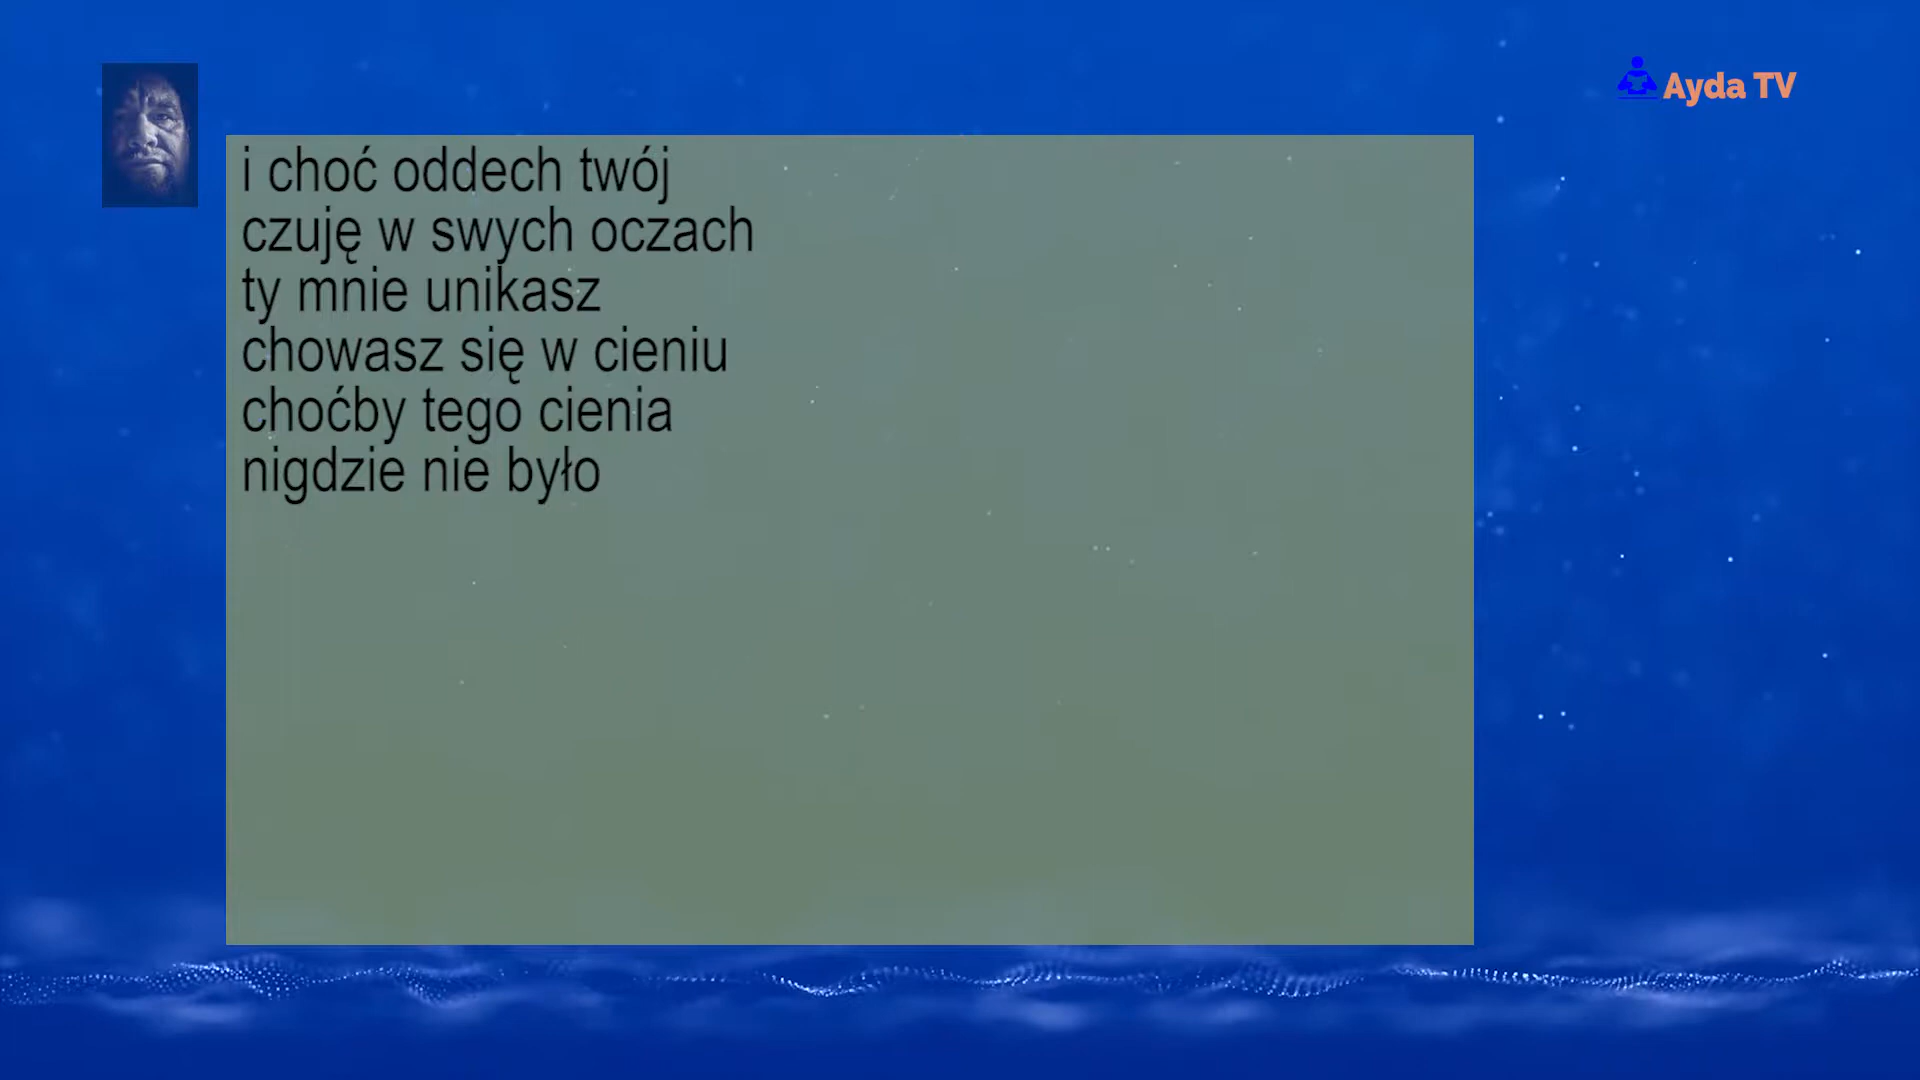 Ayda TV
i choć oddech twój
czuję w swych oczach
ty mnie unikasz
chowasz się w cieniu
choćby tego cienia
nigdzie nie było